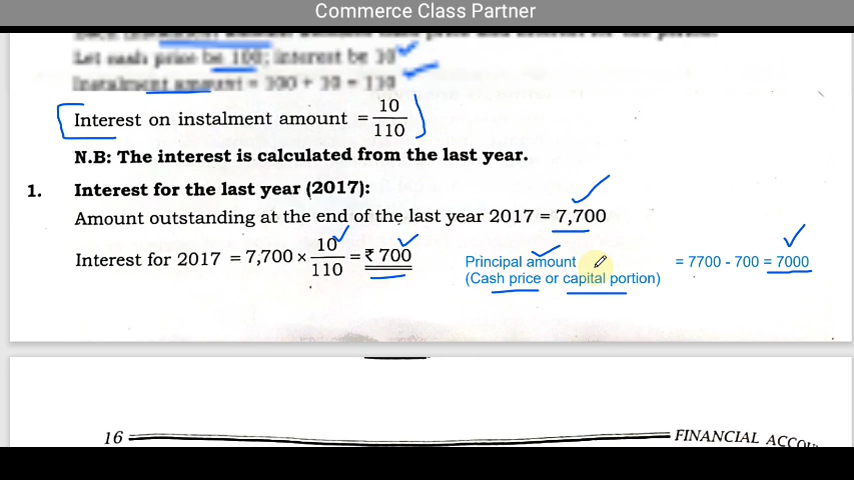 Commerce Class Partner
Let cash price be 100; interest be 10
Instalment amount = 100 + 10 = 110
Interest on instalment amount = 10/110
N.B: The interest is calculated from the last year.
1. Interest for the last year (2017):
Amount outstanding at the end of the last year 2017 = 7,700
Interest for 2017 = 7,700 × 10/110 = ₹ 700
Principal amount = 7700 - 700 = 7000
(Cash price or capital portion)
16 FINANCIAL